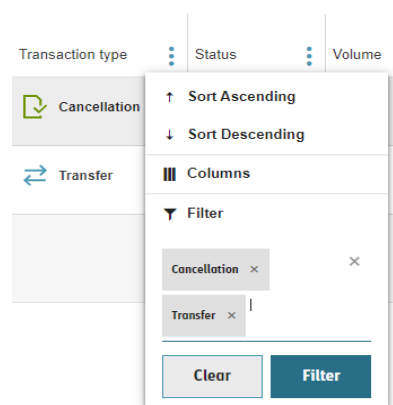 Transaction type Status Volume
Cancellation
Transfer
Sort Ascending
Sort Descending
Columns
Filter
Cancellation ×
Transfer ×
Clear Filter